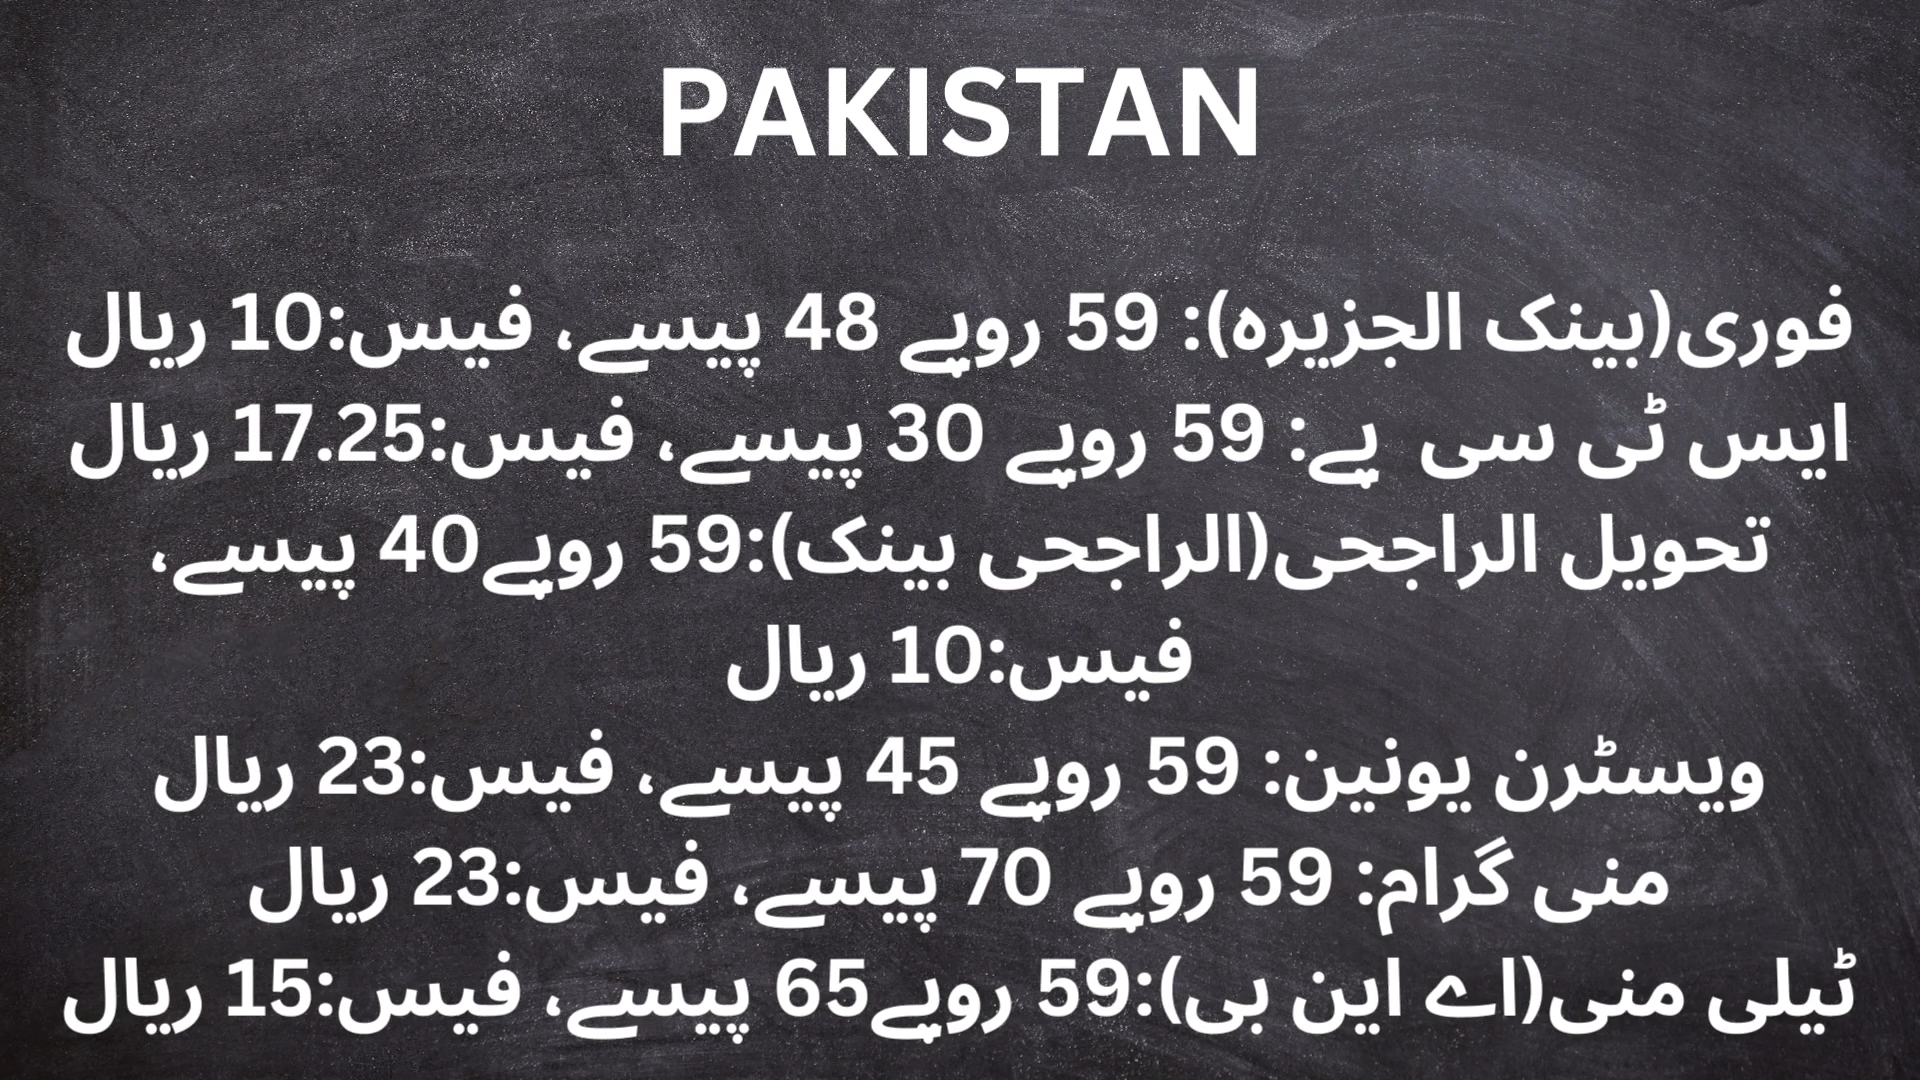 PAKISTAN
فوری(بینک الجزیرہ): 59 روپے 48 پیسے، فیس:10 ریال
ایس ٹی سی  پے: 59 روپے 30 پیسے، فیس:17.25 ریال
تحویل الراجحی(الراجحی بینک):59 روپے40 پیسے،
فیس:10 ریال
ویسٹرن یونین: 59 روپے 45 پیسے، فیس:23 ریال
منی گرام: 59 روپے 70 پیسے، فیس:23 ریال
ٹیلی منی(اے این بی):59 روپے65 پیسے، فیس:15 ریال